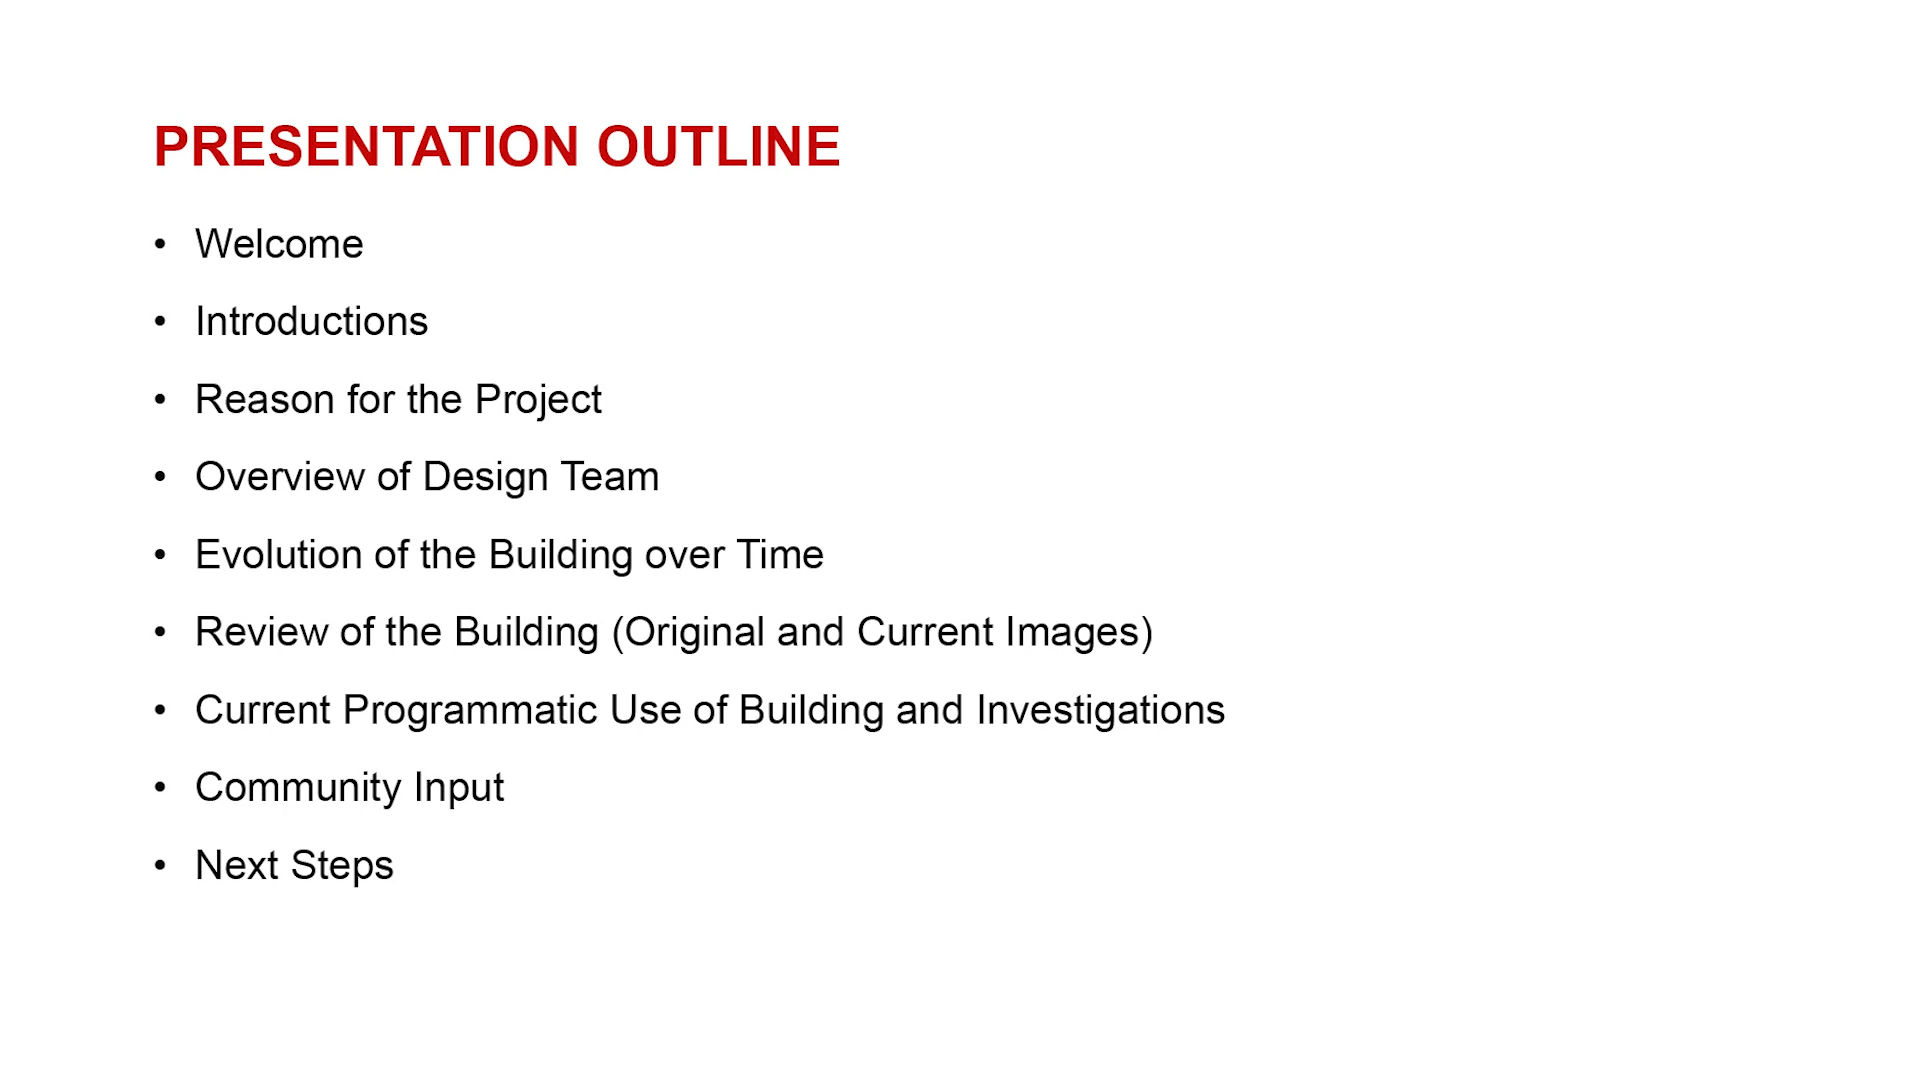 PRESENTATION OUTLINE
• Welcome
• Introductions
• Reason for the Project
• Overview of Design Team
• Evolution of the Building over Time
• Review of the Building (Original and Current Images)
• Current Programmatic Use of Building and Investigations
• Community Input
• Next Steps